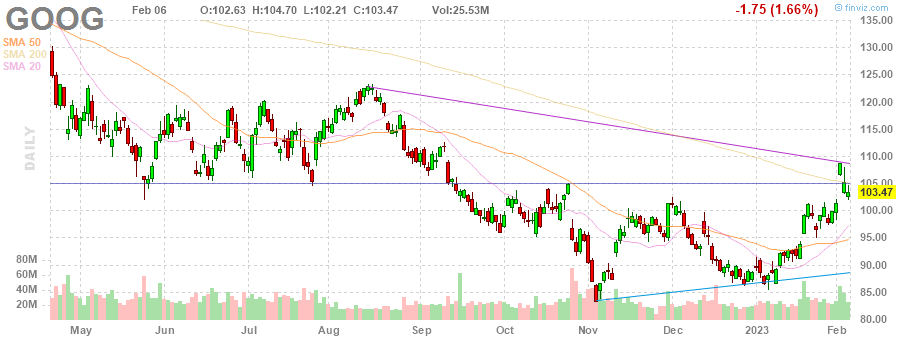 GOOG
Feb 06 O:102.63 H:104.70 L:102.21 C:103.47 Vol:25.53M -1.75 (1.66%)
© finviz.com
SMA 50
SMA 200
SMA 20
DAILY
135.00
130.00
125.00
120.00
115.00
110.00
105.00
103.47
100.00
95.00
90.00
85.00
80.00
80M
60M
40M
20M
May Jun Jul Aug Sep Oct Nov Dec 2023 Feb